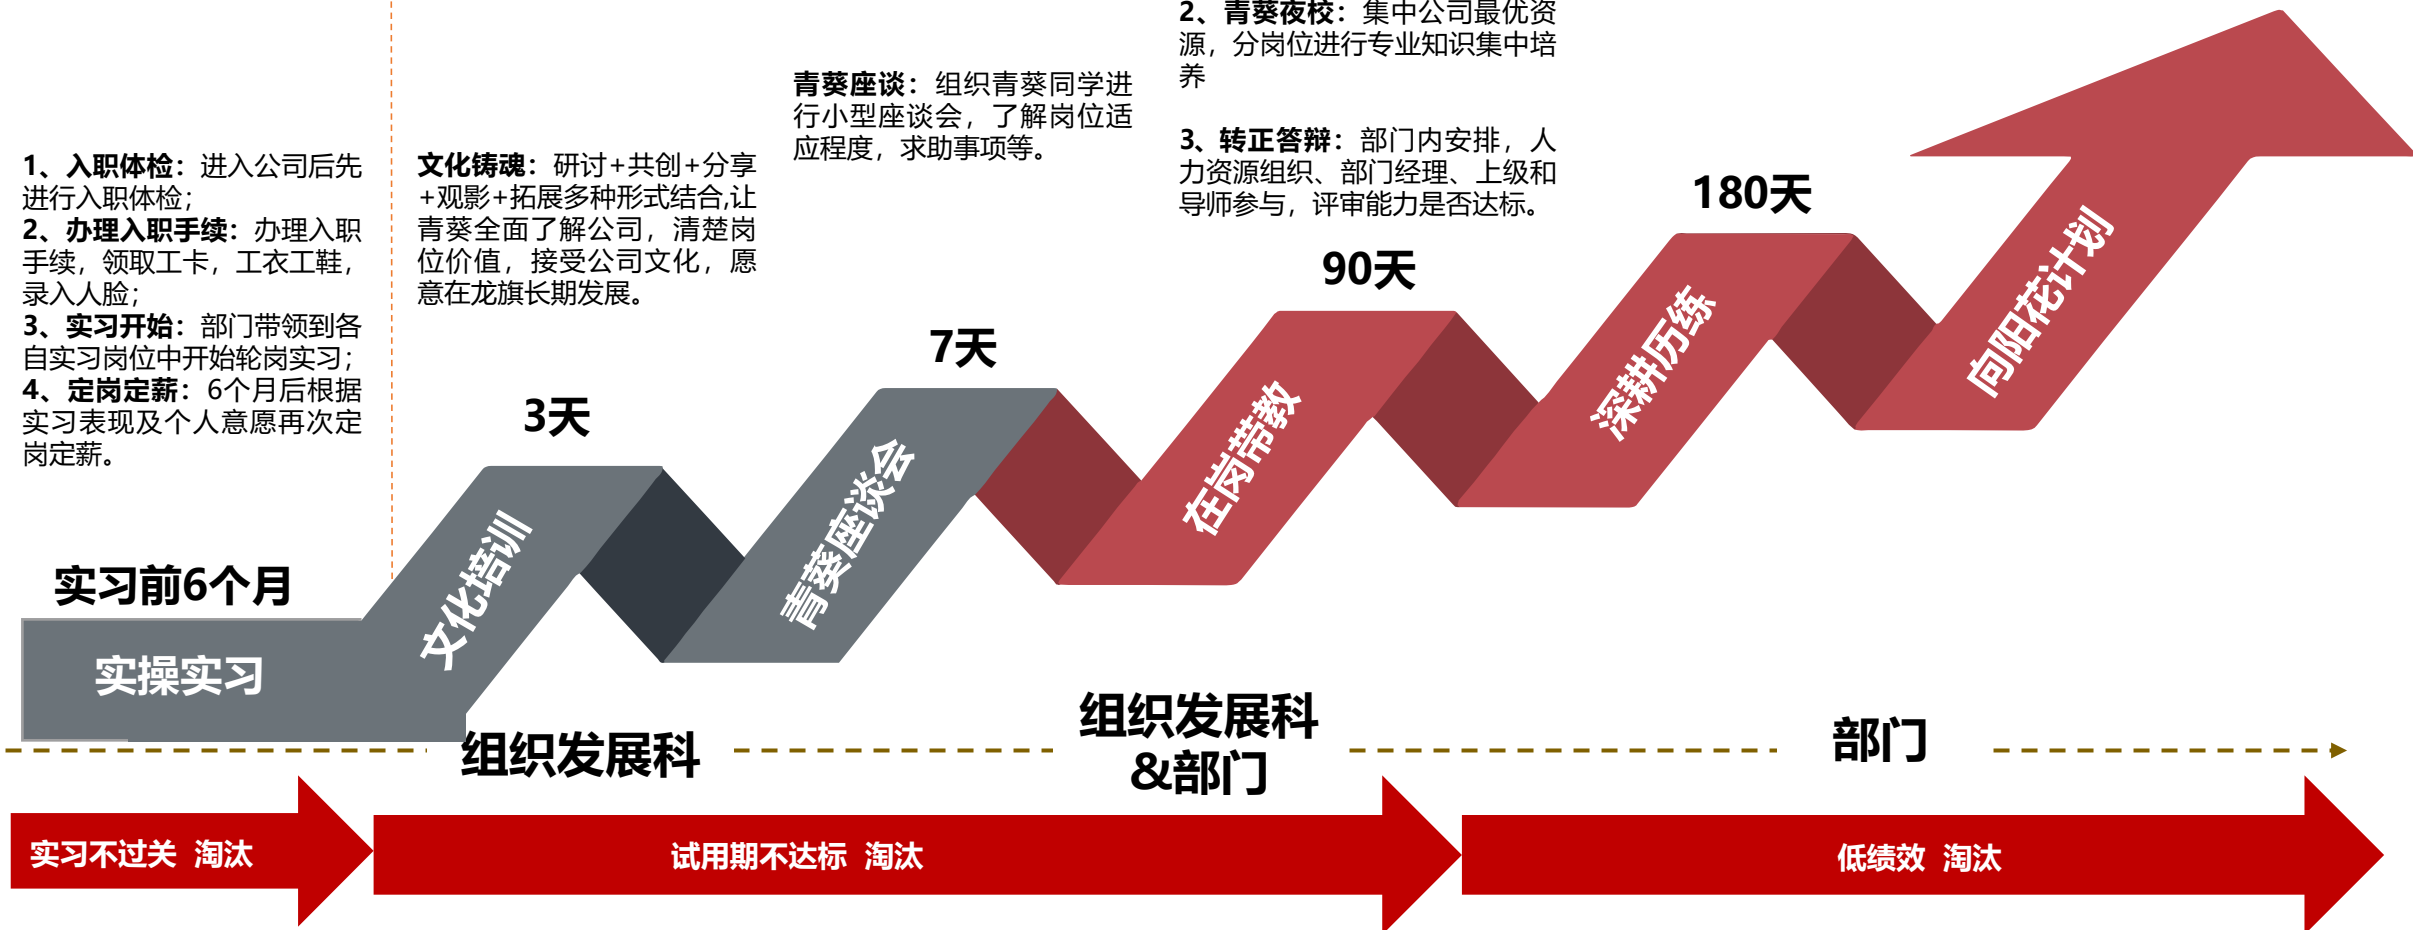 1、入职体检：进入公司后先
进行入职体检；
2、办理入职手续：办理入职
手续，领取工卡，工衣工鞋，
录入人脸；
3、实习开始：部门带领到各
自实习岗位中开始轮岗实习；
4、定岗定薪：6个月后根据
实习表现及个人意愿再次定
岗定薪。
文化铸魂：研讨+共创+分享
+观影+拓展多种形式结合,让
青葵全面了解公司，清楚岗
位价值，接受公司文化，愿
意在龙旗长期发展。
青葵座谈：组织青葵同学进
行小型座谈会，了解岗位适
应程度，求助事项等。
2、青葵夜校：集中公司最优资
源，分岗位进行专业知识集中培
养
3、转正答辩：部门内安排，人
力资源组织、部门经理、上级和
导师参与，评审能力是否达标。
实习前6个月
3天
7天
90天
180天
实操实习
文化培训
青葵座谈会
在岗带教
深耕历练
向阳花计划
组织发展科
组织发展科
&部门
部门
实习不过关 淘汰
试用期不达标 淘汰
低绩效 淘汰